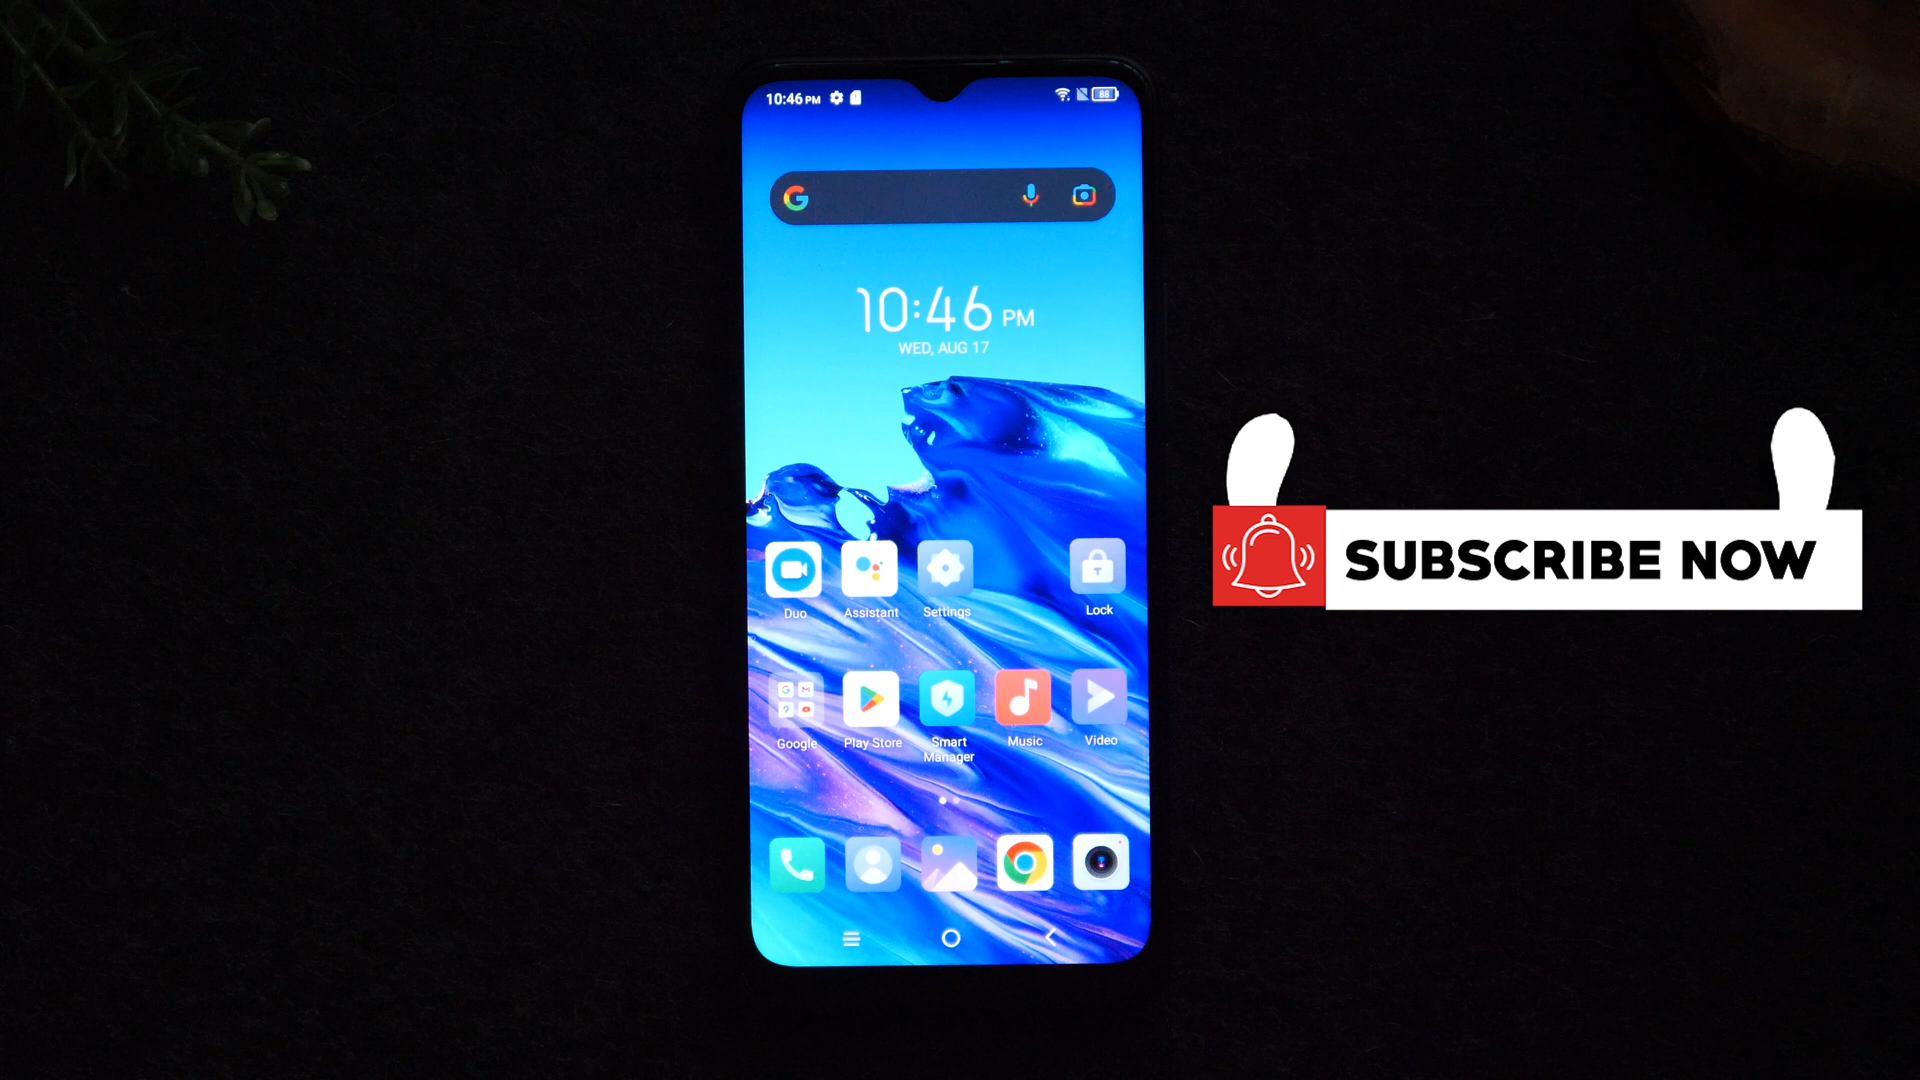 10:46 PM
88
10:46 PM
WED, AUG 17
Duo
Assistant
Settings
Lock
Google
Play Store
Smart
Manager
Music
Video
SUBSCRIBE NOW